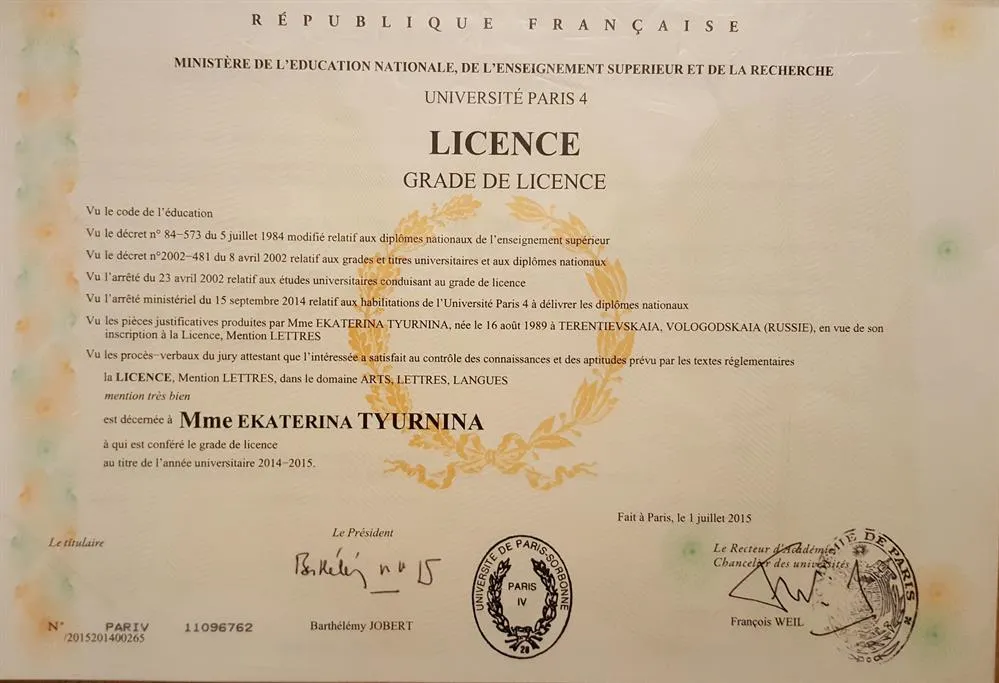 RÉPUBLIQUE FRANÇAISE
MINISTÈRE DE L'EDUCATION NATIONALE, DE L'ENSEIGNEMENT SUPERIEUR ET DE LA RECHERCHE
UNIVERSITÉ PARIS 4
LICENCE
GRADE DE LICENCE
Vu le code de l'éducation
Vu le décret n° 84-573 du 5 juillet 1984 modifié relatif aux diplômes nationaux de l'enseignement supérieur
Vu le décret n°2002-481 du 8 avril 2002 relatif aux grades et titres universitaires et aux diplômes nationaux
Vu l'arrêté du 23 avril 2002 relatif aux études universitaires conduisant au grade de licence
Vu l'arrêté ministériel du 15 septembre 2014 relatif aux habilitations de l'Université Paris 4 à délivrer les diplômes nationaux
Vu les pièces justificatives produites par Mme EKATERINA TYURNINA, née le 16 août 1989 à TERENTIEVSKAIA, VOLOGODSKAIA (RUSSIE), en vue de son
inscription à la Licence, Mention LETTRES
Vu les procès-verbaux du jury attestant que l'intéressée a satisfait au contrôle des connaissances et des aptitudes prévu par les textes réglementaires
la LICENCE, Mention LETTRES, dans le domaine ARTS, LETTRES, LANGUES
mention très bien
est décernée à Mme EKATERINA TYURNINA
à qui est conféré le grade de licence
au titre de l'année universitaire 2014-2015.
Fait à Paris, le 1 juillet 2015
Le titulaire
Le Président
Le Recteur d'Académie
Chancelier des universités
UNIVERSITÉ DE PARIS-SORBONNE
PARIS
IV
28
ACADÉMIE DE PARIS
Barthélémy JOBERT
François WEIL
N° PARIV 11096762
/2015201400265